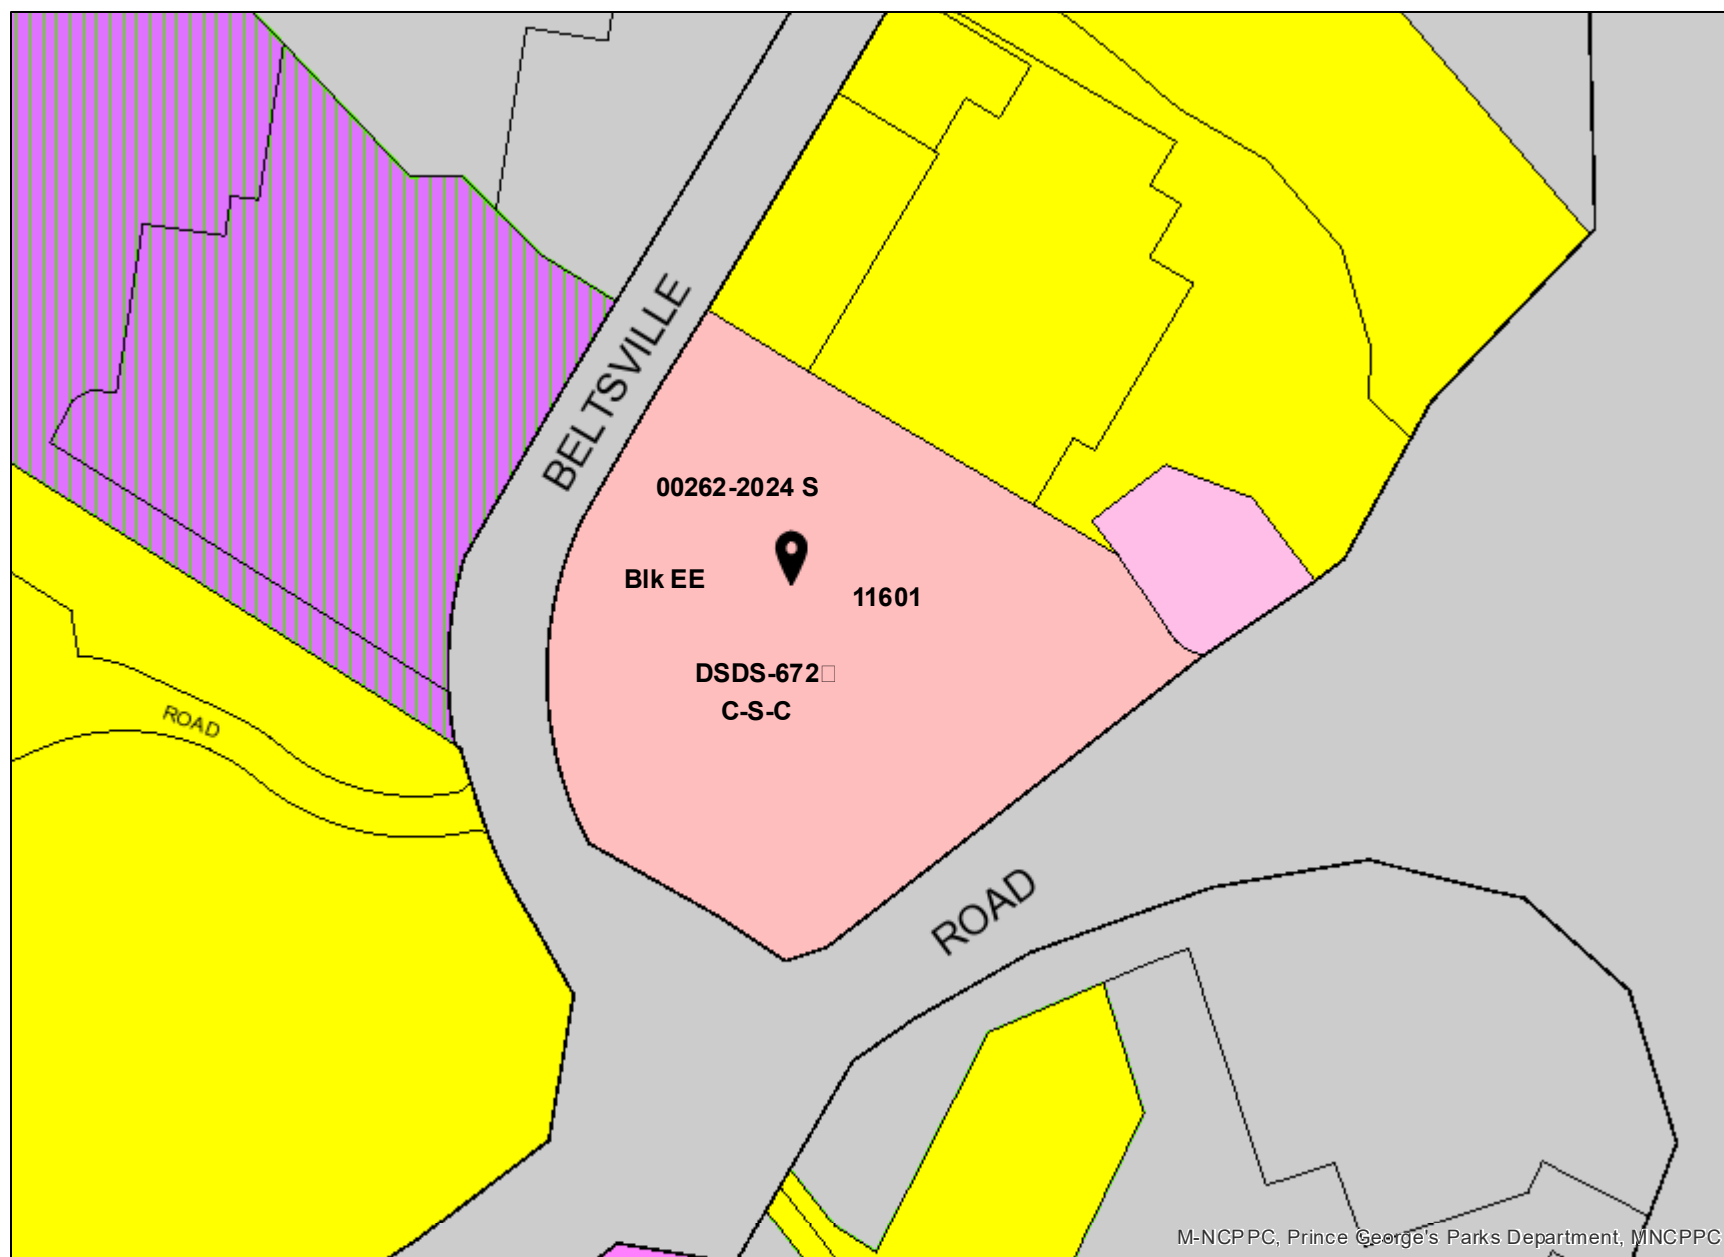 BELTSVILLE
00262-2024 S
Blk EE
11601
DSDS-672
C-S-C
ROAD
ROAD
M-NCPPC, Prince George's Parks Department, MNCPPC